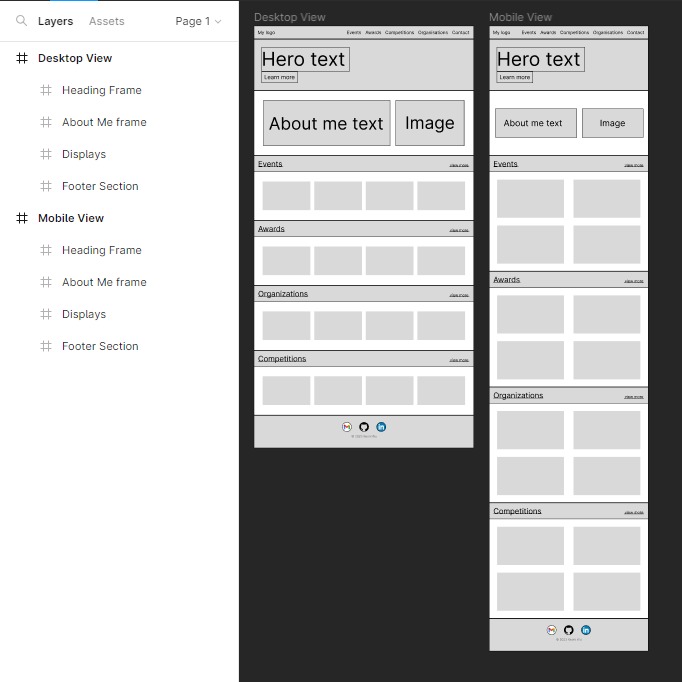 Layers Assets Page 1
Desktop View
Heading Frame
About Me frame
Displays
Footer Section
Mobile View
Heading Frame
About Me frame
Displays
Footer Section
Desktop View
My logo Events Awards Competitions Organisations Contact
Hero text
Learn more
About me text Image
Events view more
Awards view more
Organizations view more
Competitions view more
Mobile View
My logo Events Awards Competitions Organisations Contact
Hero text
Learn more
About me text Image
Events view more
Awards view more
Organizations view more
Competitions view more